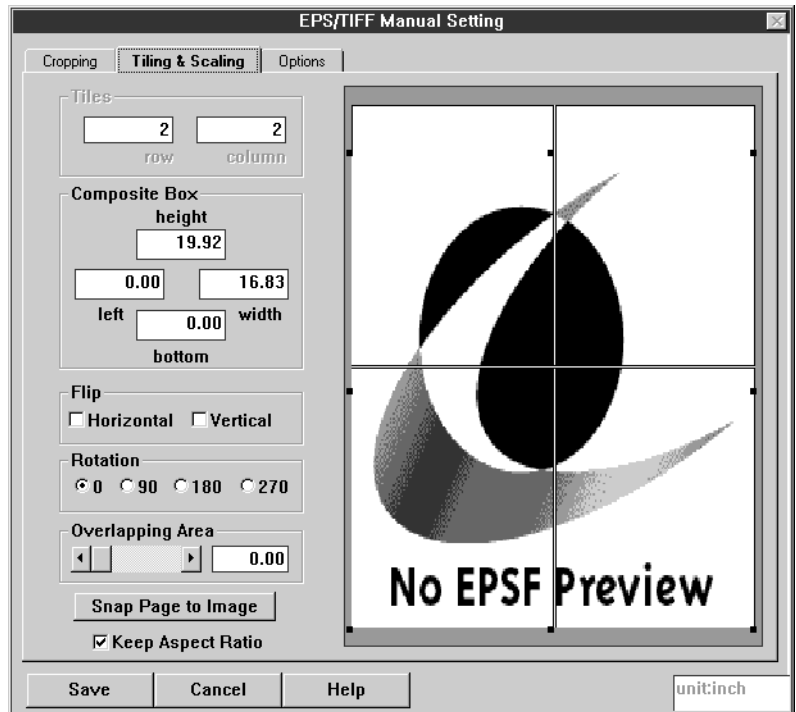 EPS/TIFF Manual Setting
Cropping
Tiling & Scaling
Options
Tiles
2
2
row
column
Composite Box
height
19.92
0.00
16.83
left
0.00
width
bottom
Flip
Horizontal
Vertical
Rotation
0
90
180
270
Overlapping Area
0.00
Snap Page to Image
Keep Aspect Ratio
No EPSF Preview
Save
Cancel
Help
unit:inch